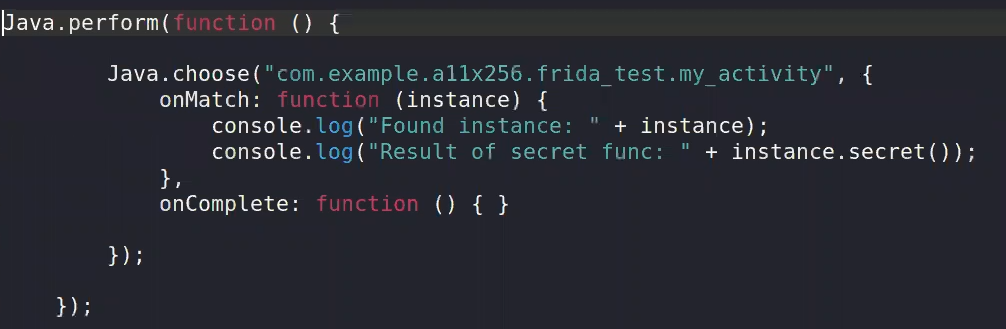 Java.perform(function () {
Java.choose("com.example.a11x256.frida_test.my_activity", {
onMatch: function (instance) {
console.log("Found instance: " + instance);
console.log("Result of secret func: " + instance.secret());
},
onComplete: function () { }
});
});